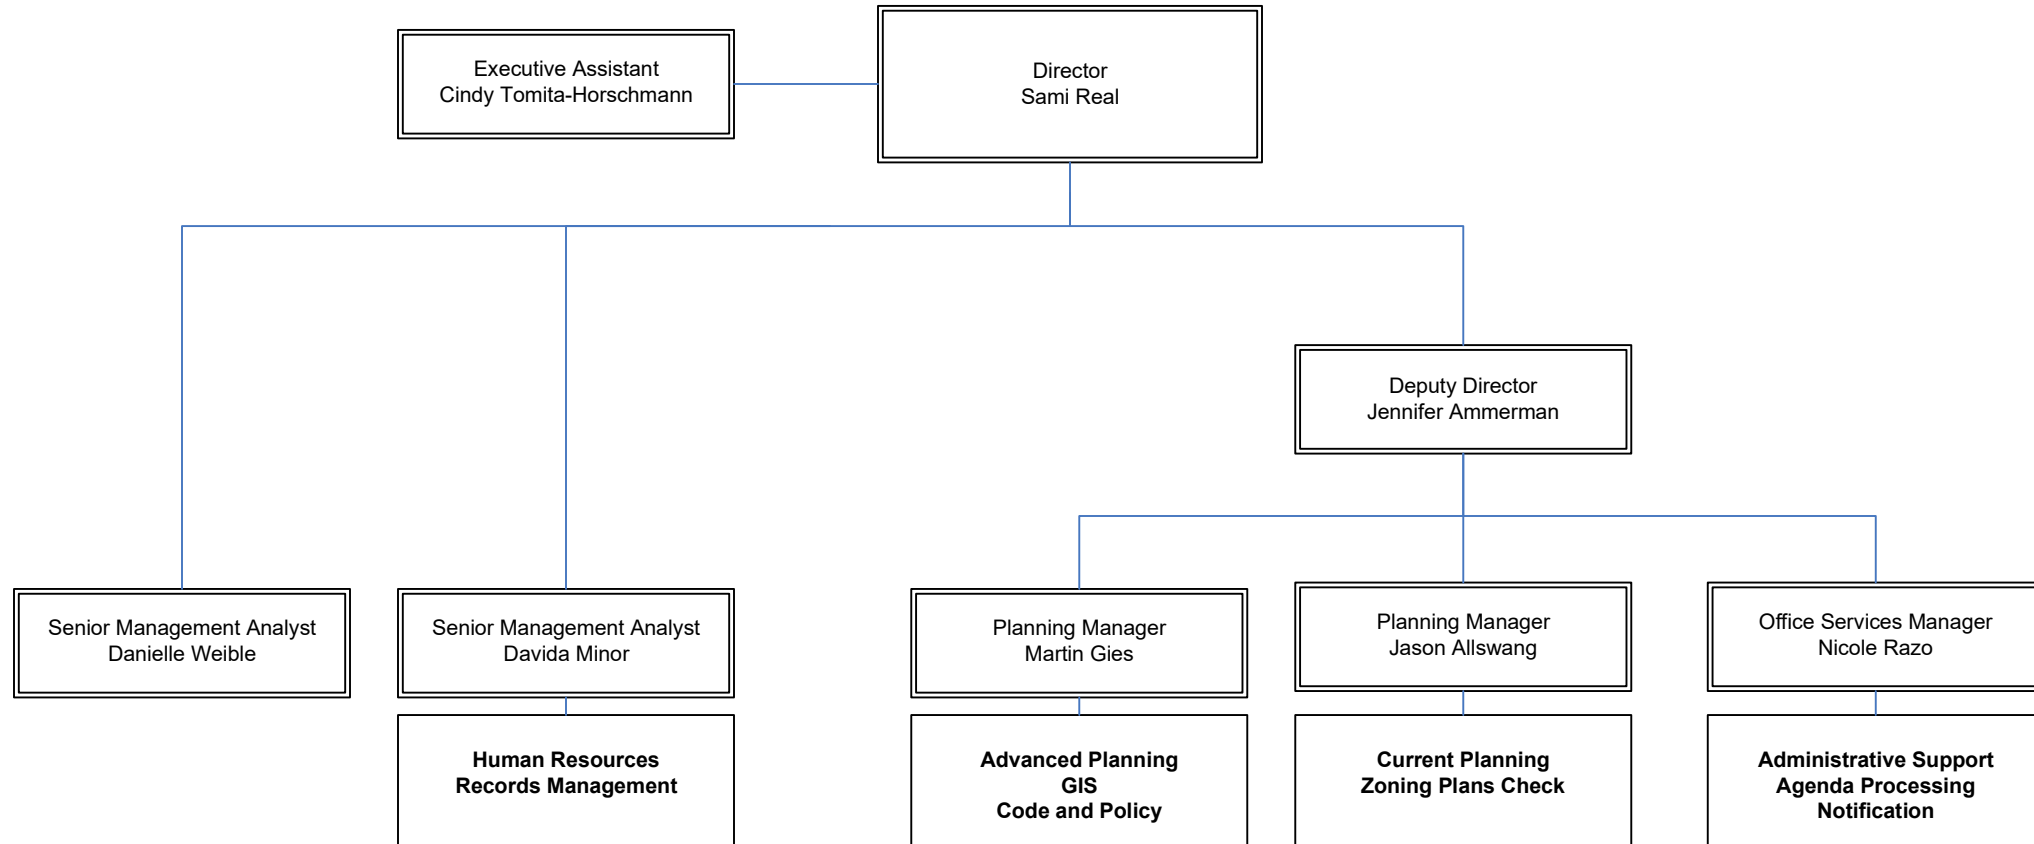 Executive Assistant
Cindy Tomita-Horschmann
Director
Sami Real
Deputy Director
Jennifer Ammerman
Senior Management Analyst
Danielle Weible
Senior Management Analyst
Davida Minor
Planning Manager
Martin Gies
Planning Manager
Jason Allswang
Office Services Manager
Nicole Razo
Human Resources
Records Management
Advanced Planning
GIS
Code and Policy
Current Planning
Zoning Plans Check
Administrative Support
Agenda Processing
Notification